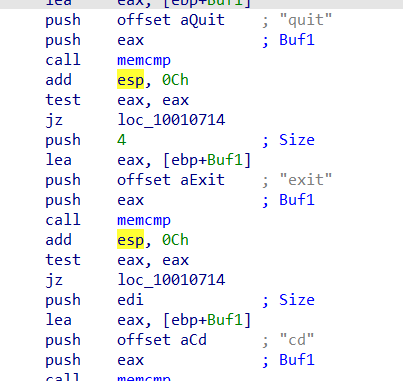 lea eax, [ebp+Buf1]
push offset aQuit ; "quit"
push eax ; Buf1
call memcmp
add esp, 0Ch
test eax, eax
jz loc_10010714
push 4 ; Size
lea eax, [ebp+Buf1]
push offset aExit ; "exit"
push eax ; Buf1
call memcmp
add esp, 0Ch
test eax, eax
jz loc_10010714
push edi ; Size
lea eax, [ebp+Buf1]
push offset aCd ; "cd"
push eax ; Buf1
call memcmp